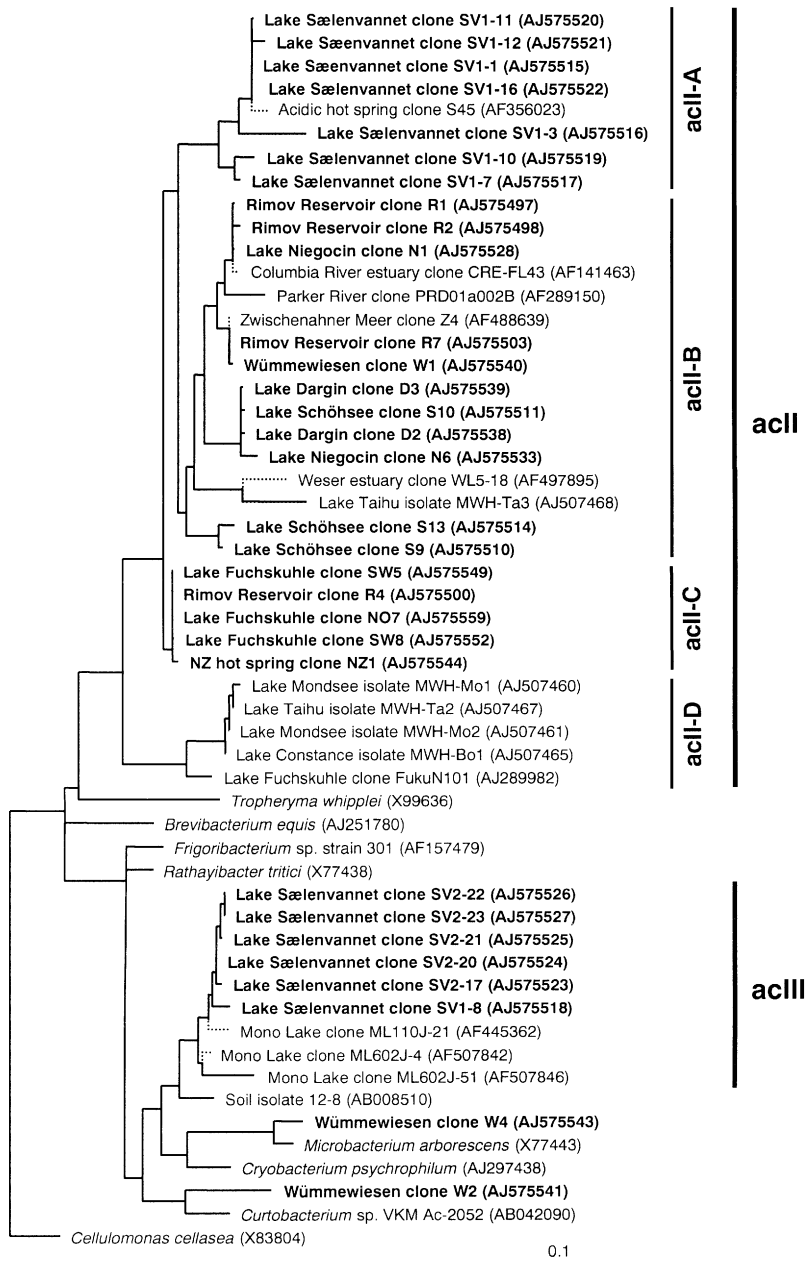 Lake Sælenvannet clone SV1-11 (AJ575520)
Lake Sæenvannet clone SV1-12 (AJ575521)
Lake Sæenvannet clone SV1-1 (AJ575515)
Lake Sælenvannet clone SV1-16 (AJ575522)
Acidic hot spring clone S45 (AF356023)
Lake Sælenvannet clone SV1-3 (AJ575516)
Lake Sælenvannet clone SV1-10 (AJ575519)
Lake Sælenvannet clone SV1-7 (AJ575517)
acII-A
Rimov Reservoir clone R1 (AJ575497)
Rimov Reservoir clone R2 (AJ575498)
Lake Niegocin clone N1 (AJ575528)
Columbia River estuary clone CRE-FL43 (AF141463)
Parker River clone PRD01a002B (AF289150)
Zwischenahner Meer clone Z4 (AF488639)
Rimov Reservoir clone R7 (AJ575503)
Wümmewiesen clone W1 (AJ575540)
Lake Dargin clone D3 (AJ575539)
Lake Schöhsee clone S10 (AJ575511)
Lake Dargin clone D2 (AJ575538)
Lake Niegocin clone N6 (AJ575533)
Weser estuary clone WL5-18 (AF497895)
Lake Taihu isolate MWH-Ta3 (AJ507468)
Lake Schöhsee clone S13 (AJ575514)
Lake Schöhsee clone S9 (AJ575510)
acII-B
Lake Fuchskuhle clone SW5 (AJ575549)
Rimov Reservoir clone R4 (AJ575500)
Lake Fuchskuhle clone NO7 (AJ575559)
Lake Fuchskuhle clone SW8 (AJ575552)
NZ hot spring clone NZ1 (AJ575544)
acII-C
Lake Mondsee isolate MWH-Mo1 (AJ507460)
Lake Taihu isolate MWH-Ta2 (AJ507467)
Lake Mondsee isolate MWH-Mo2 (AJ507461)
Lake Constance isolate MWH-Bo1 (AJ507465)
Lake Fuchskuhle clone FukuN101 (AJ289982)
acII-D
acII
Tropheryma whipplei (X99636)
Brevibacterium equis (AJ251780)
Frigoribacterium sp. strain 301 (AF157479)
Rathayibacter tritici (X77438)
Lake Sælenvannet clone SV2-22 (AJ575526)
Lake Sælenvannet clone SV2-23 (AJ575527)
Lake Sælenvannet clone SV2-21 (AJ575525)
Lake Sælenvannet clone SV2-20 (AJ575524)
Lake Sælenvannet clone SV2-17 (AJ575523)
Lake Sælenvannet clone SV1-8 (AJ575518)
Mono Lake clone ML110J-21 (AF445362)
Mono Lake clone ML602J-4 (AF507842)
Mono Lake clone ML602J-51 (AF507846)
acIII
Soil isolate 12-8 (AB008510)
Wümmewiesen clone W4 (AJ575543)
Microbacterium arborescens (X77443)
Cryobacterium psychrophilum (AJ297438)
Wümmewiesen clone W2 (AJ575541)
Curtobacterium sp. VKM Ac-2052 (AB042090)
Cellulomonas cellasea (X83804)
0.1